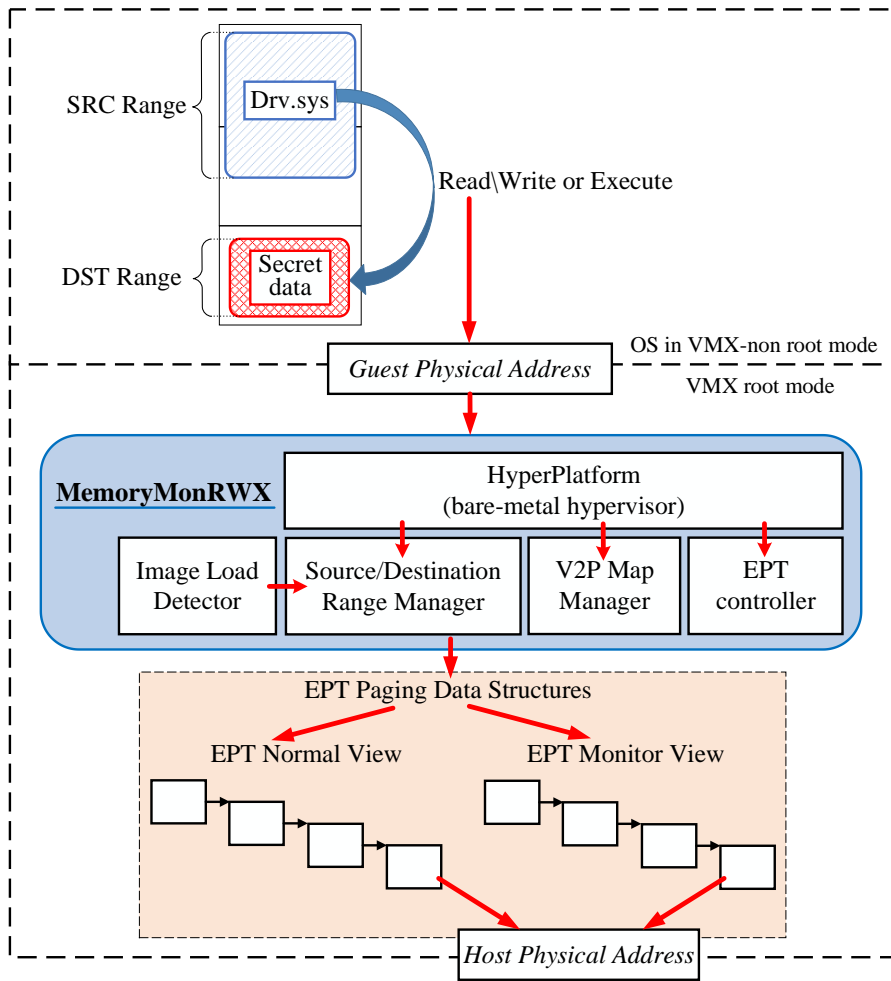 SRC Range
Drv.sys
Read\Write or Execute
DST Range
Secret
data
OS in VMX-non root mode
Guest Physical Address
VMX root mode
MemoryMonRWX
HyperPlatform
(bare-metal hypervisor)
Image Load
Detector
Source/Destination
Range Manager
V2P Map
Manager
EPT
controller
EPT Paging Data Structures
EPT Normal View
EPT Monitor View
Host Physical Address